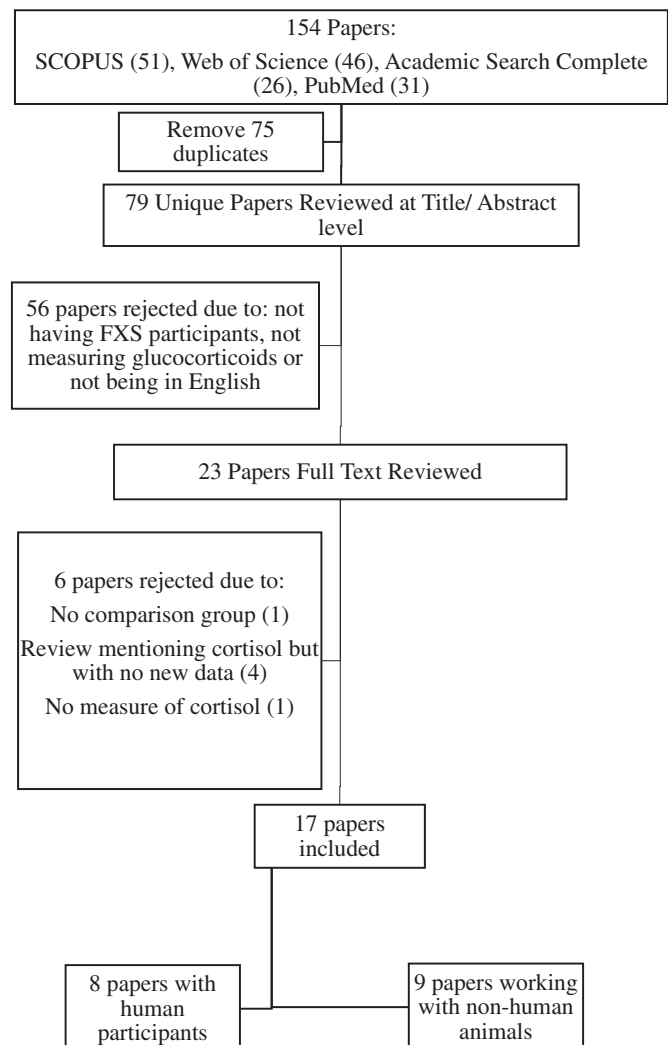 154 Papers:
SCOPUS (51), Web of Science (46), Academic Search Complete
(26), PubMed (31)
Remove 75
duplicates
79 Unique Papers Reviewed at Title/ Abstract
level
56 papers rejected due to: not
having FXS participants, not
measuring glucocorticoids or
not being in English
23 Papers Full Text Reviewed
6 papers rejected due to:
No comparison group (1)
Review mentioning cortisol but
with no new data (4)
No measure of cortisol (1)
17 papers
included
8 papers with
human
participants
9 papers working
with non-human
animals